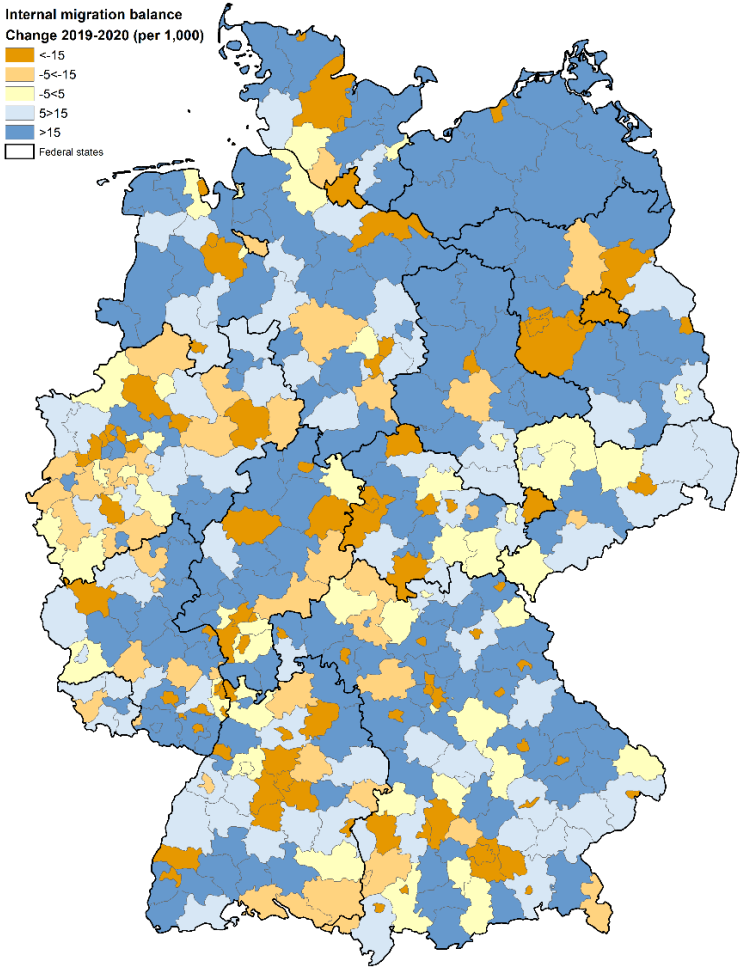 Internal migration balance
Change 2019-2020 (per 1,000)
<-15
-5<-15
-5<5
5>15
>15
Federal states